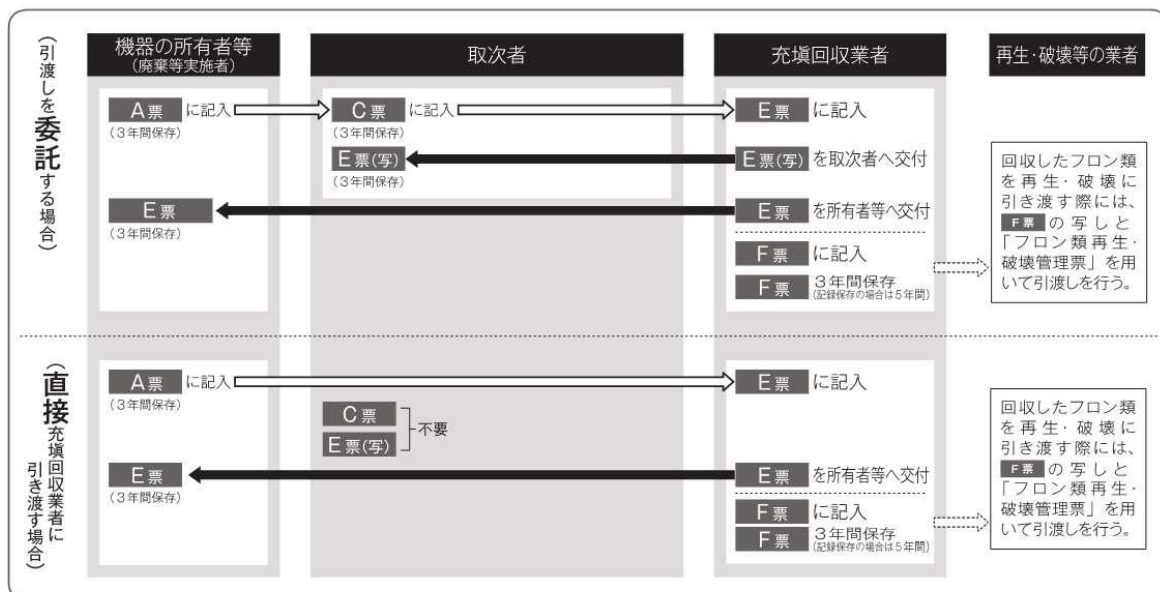 機器の所有者等
(廃棄等実施者)
取次者
充塡回収業者
再生・破壊等の業者
(引渡しを委託する場合)
A票 に記入
(3年間保存)
C票 に記入
(3年間保存)
E票 に記入
E票(写)
(3年間保存)
E票(写) を取次者へ交付
E票
(3年間保存)
E票 を所有者等へ交付
F票 に記入
F票 3年間保存
(記録保存の場合は5年間)
回収したフロン類
を再生・破壊に
引き渡す際には、
F票 の写しと
「フロン類再生・
破壊管理票」を用
いて引渡しを行う。
(直接充塡回収業者に
引き渡す場合)
A票 に記入
(3年間保存)
E票 に記入
C票
E票(写)
不要
E票
(3年間保存)
E票 を所有者等へ交付
F票 に記入
F票 3年間保存
(記録保存の場合は5年間)
回収したフロン類
を再生・破壊に
引き渡す際には、
F票 の写しと
「フロン類再生・
破壊管理票」を用
いて引渡しを行う。